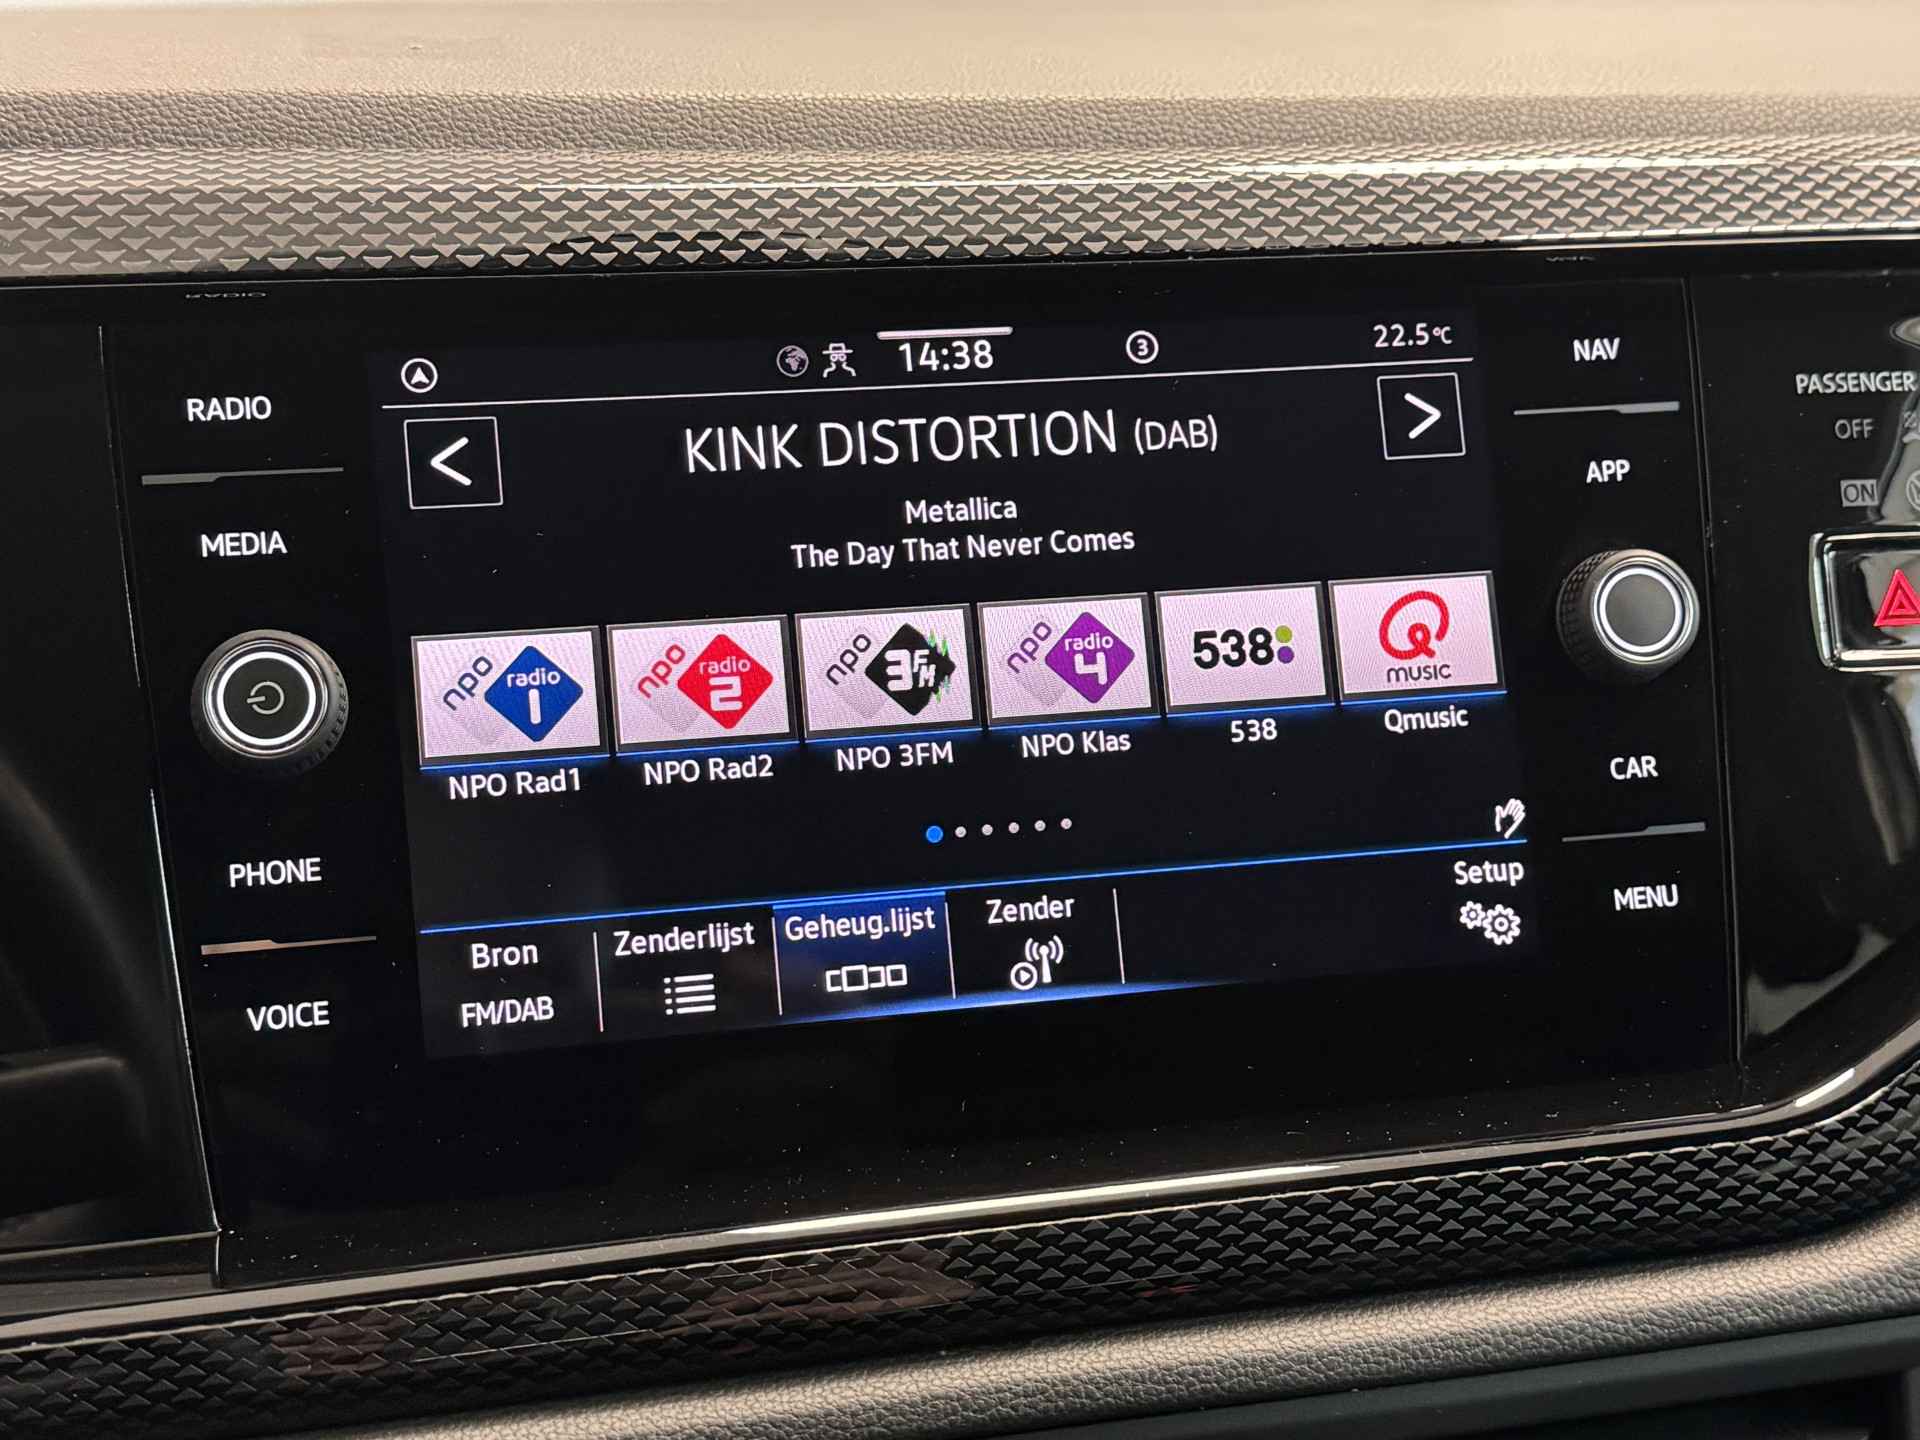 14:38
3
22.5°C
KINK DISTORTION (DAB)
Metallica
The Day That Never Comes
npo radio 1
npo radio 2
npo 3FM
npo radio 4
538
Q music
NPO Rad1
NPO Rad2
NPO 3FM
NPO Klas
538
Qmusic
Bron
FM/DAB
Zenderlijst
Geheug.lijst
Zender
Setup
RADIO
MEDIA
PHONE
VOICE
NAV
APP
CAR
MENU
PASSENGER
OFF
ON